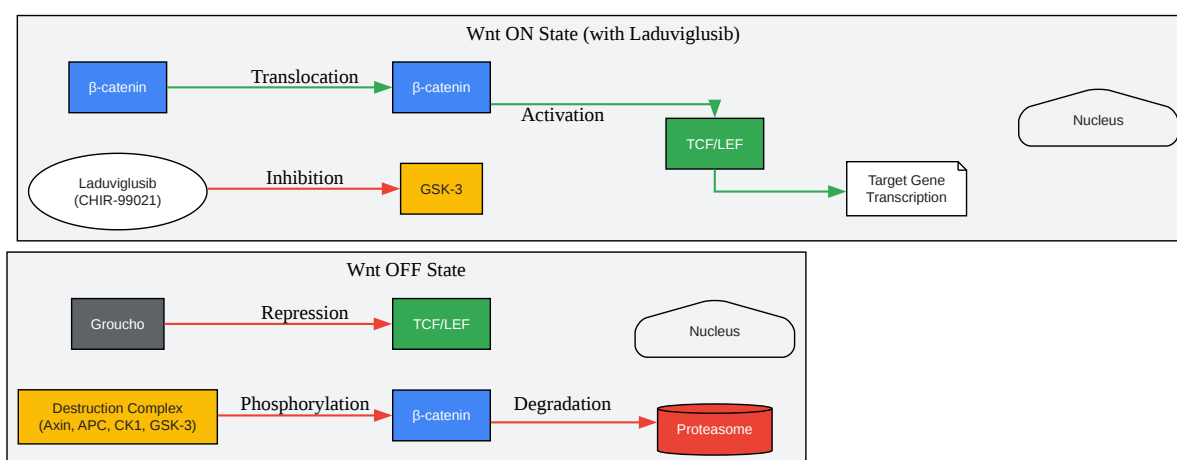 Wnt ON State (with Laduviglusib)
β-catenin
Translocation
β-catenin
Activation
TCF/LEF
Nucleus
Laduviglusib
(CHIR-99021)
Inhibition
GSK-3
Target Gene
Transcription
Wnt OFF State
Groucho
Repression
TCF/LEF
Nucleus
Destruction Complex
(Axin, APC, CK1, GSK-3)
Phosphorylation
β-catenin
Degradation
Proteasome